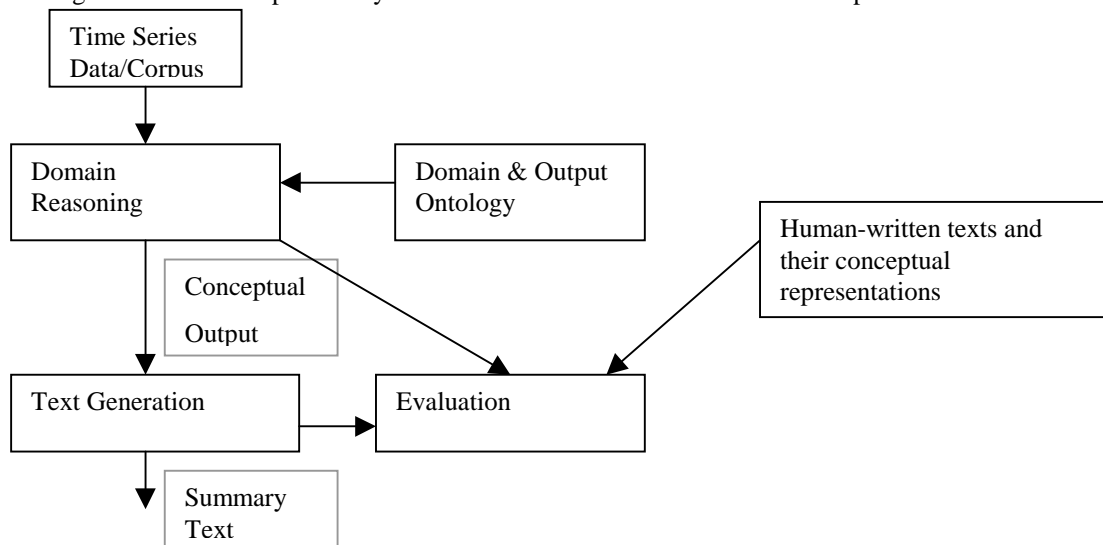 Time Series
Data/Corpus
Domain
Reasoning
Domain & Output
Ontology
Human-written texts and
their conceptual
representations
Conceptual
Output
Text Generation
Evaluation
Summary
Text